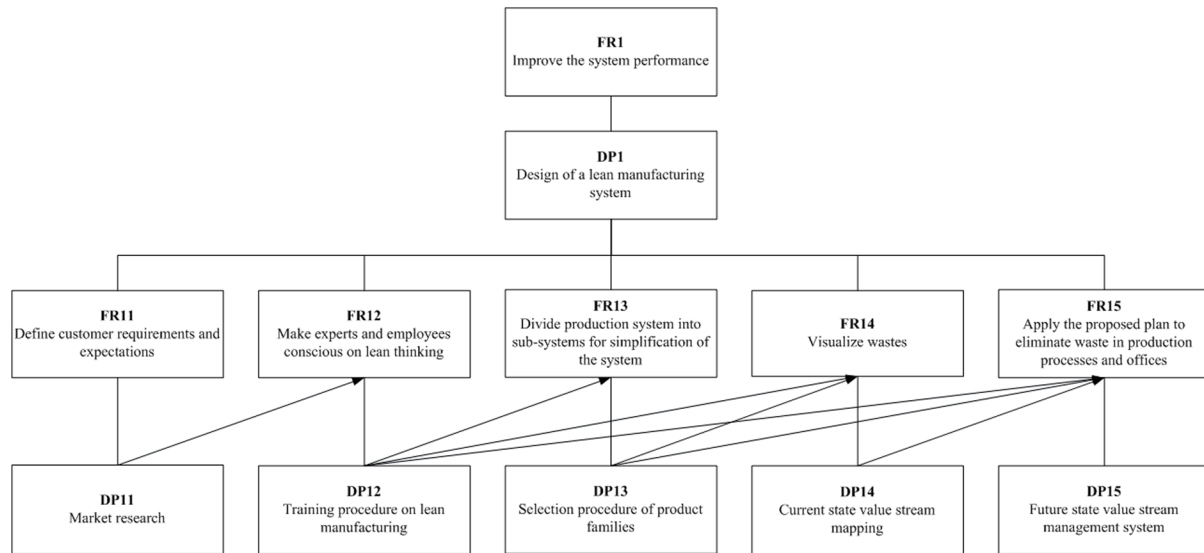 FR1
Improve the system performance
DP1
Design of a lean manufacturing
system
FR11
Define customer requirements and
expectations
FR12
Make experts and employees
conscious on lean thinking
FR13
Divide production system into
sub-systems for simplification of
the system
FR14
Visualize wastes
FR15
Apply the proposed plan to
eliminate waste in production
processes and offices
DP11
Market research
DP12
Training procedure on lean
manufacturing
DP13
Selection procedure of product
families
DP14
Current state value stream
mapping
DP15
Future state value stream
management system